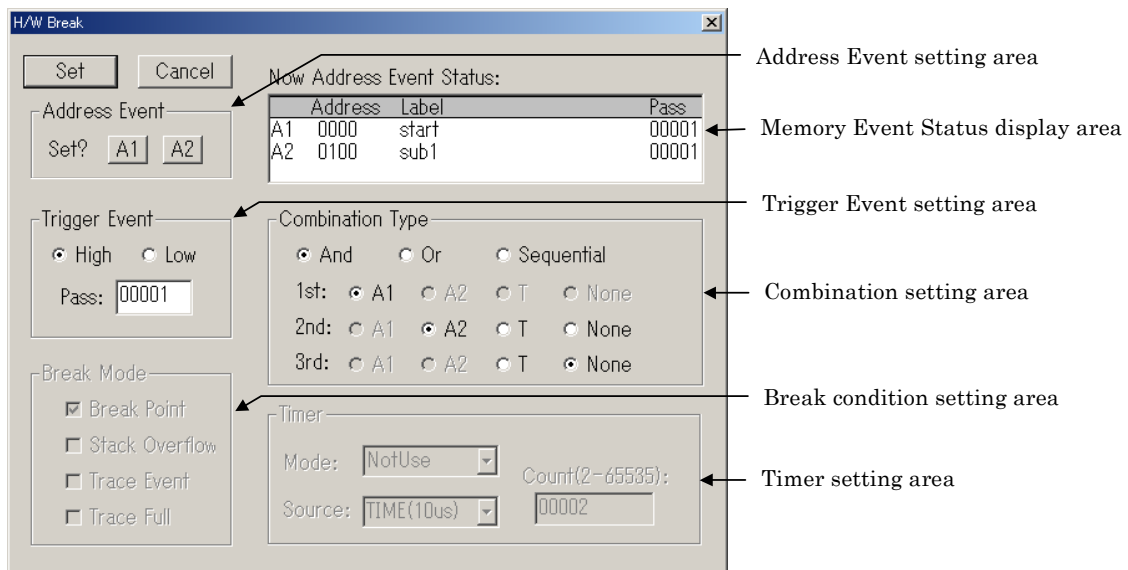 H/W Break
Set Cancel
Now Address Event Status:
Address Event
Set? A1 A2
Address Label Pass
A1 0000 start 00001
A2 0100 sub1 00001
Trigger Event
High Low
Pass: 00001
Combination Type
And Or Sequential
1st: A1 A2 T None
2nd: A1 A2 T None
3rd: A1 A2 T None
Break Mode
Break Point
Stack Overflow
Trace Event
Trace Full
Timer
Mode: NotUse
Count(2-65535):
Source: TIME(10us) 00002
Address Event setting area
Memory Event Status display area
Trigger Event setting area
Combination setting area
Break condition setting area
Timer setting area